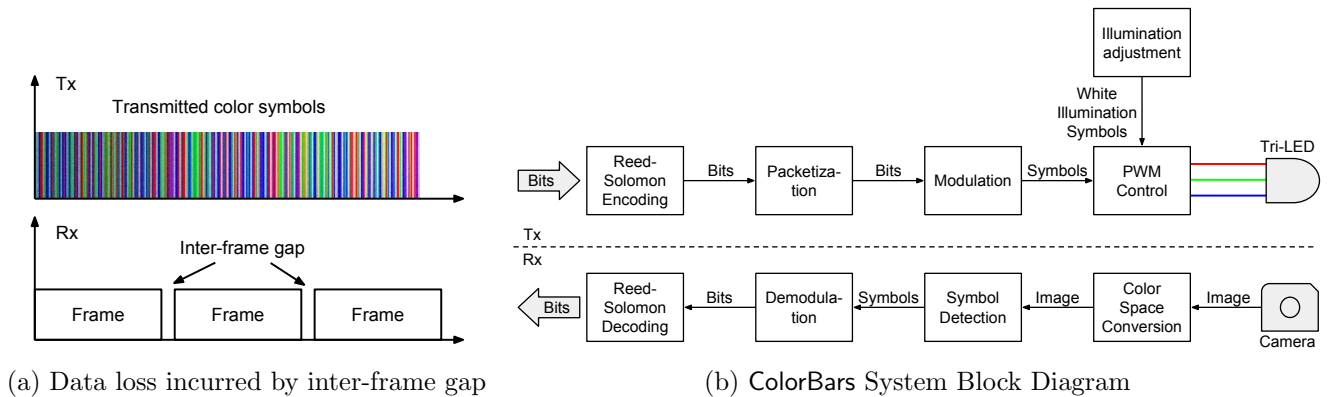 Tx
Transmitted color symbols
Rx
Inter-frame gap
Frame
Frame
Frame
(a) Data loss incurred by inter-frame gap
Illumination
adjustment
White
Illumination
Symbols
Tri-LED
Bits
Reed-
Solomon
Encoding
Bits
Packetiza-
tion
Bits
Modulation
Symbols
PWM
Control
Tx
Rx
Bits
Reed-
Solomon
Decoding
Bits
Demodula-
tion
Symbols
Symbol
Detection
Image
Color
Space
Conversion
Image
Camera
(b) ColorBars System Block Diagram